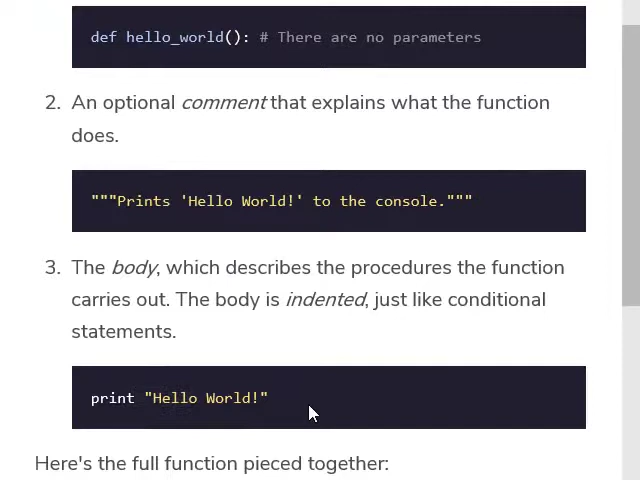 def hello_world(): # There are no parameters
2. An optional comment that explains what the function
does.
"""Prints 'Hello World!' to the console."""
3. The body, which describes the procedures the function
carries out. The body is indented, just like conditional
statements.
print "Hello World!"
Here's the full function pieced together: